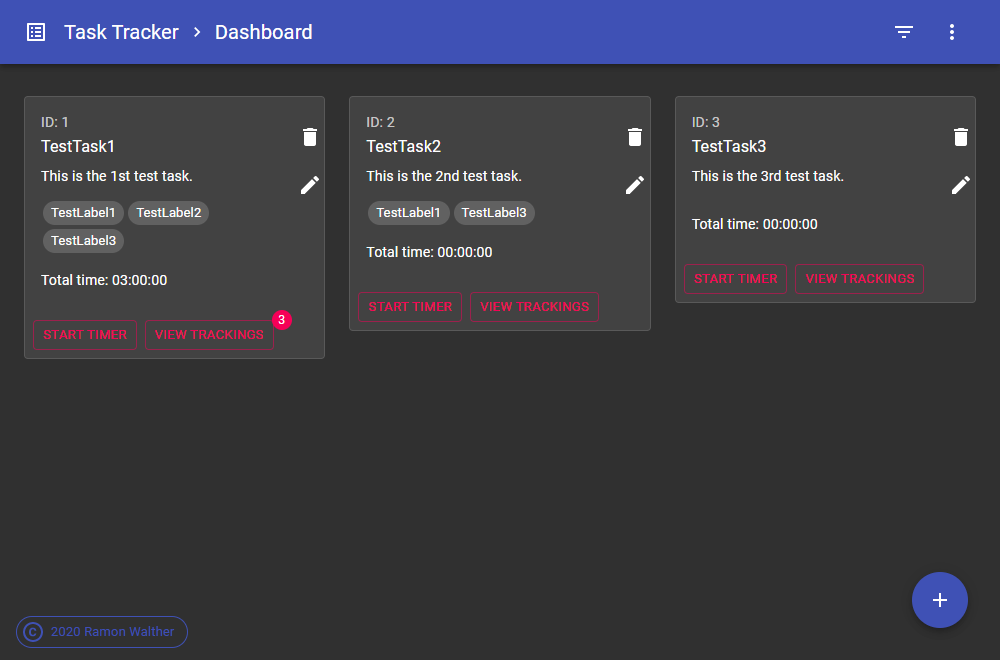 Task Tracker > Dashboard
ID: 1
TestTask1
This is the 1st test task.
TestLabel1 TestLabel2
TestLabel3
Total time: 03:00:00
START TIMER VIEW TRACKINGS 3
ID: 2
TestTask2
This is the 2nd test task.
TestLabel1 TestLabel3
Total time: 00:00:00
START TIMER VIEW TRACKINGS
ID: 3
TestTask3
This is the 3rd test task.
Total time: 00:00:00
START TIMER VIEW TRACKINGS
© 2020 Ramon Walther